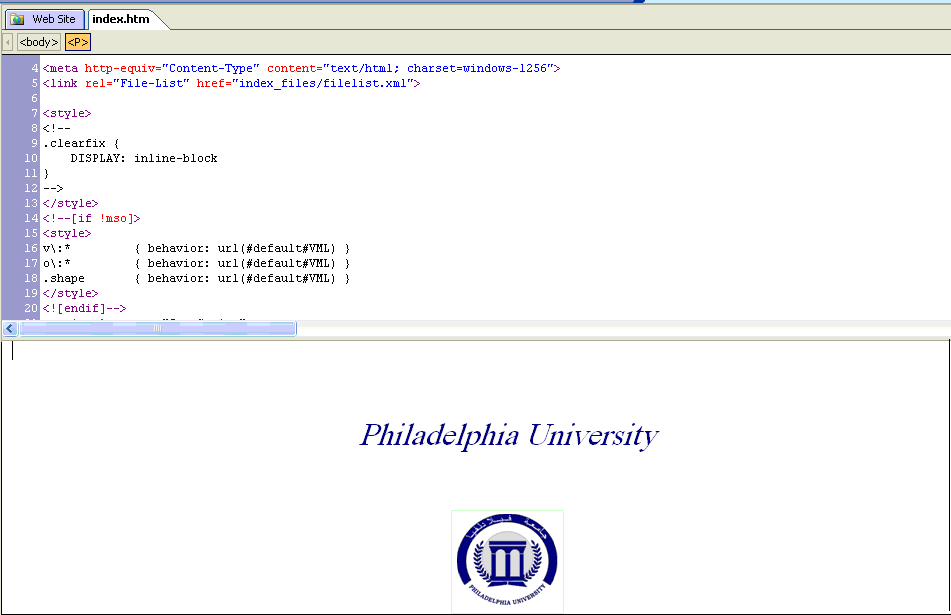 Web Site index.htm
<body> <P>
4 <meta http-equiv="Content-Type" content="text/html; charset=windows-1256">
5 <link rel="File-List" href="index_files/filelist.xml">
6
7 <style>
8 <!--
9 .clearfix {
10 DISPLAY: inline-block
11 }
12 -->
13 </style>
14 <!--[if !mso]>
15 <style>
16 v\:* { behavior: url(#default#VML) }
17 o\:* { behavior: url(#default#VML) }
18 .shape { behavior: url(#default#VML) }
19 </style>
20 <![endif]-->
Philadelphia University
جامعة فيلادلفيا
PHILADELPHIA UNIVERSITY